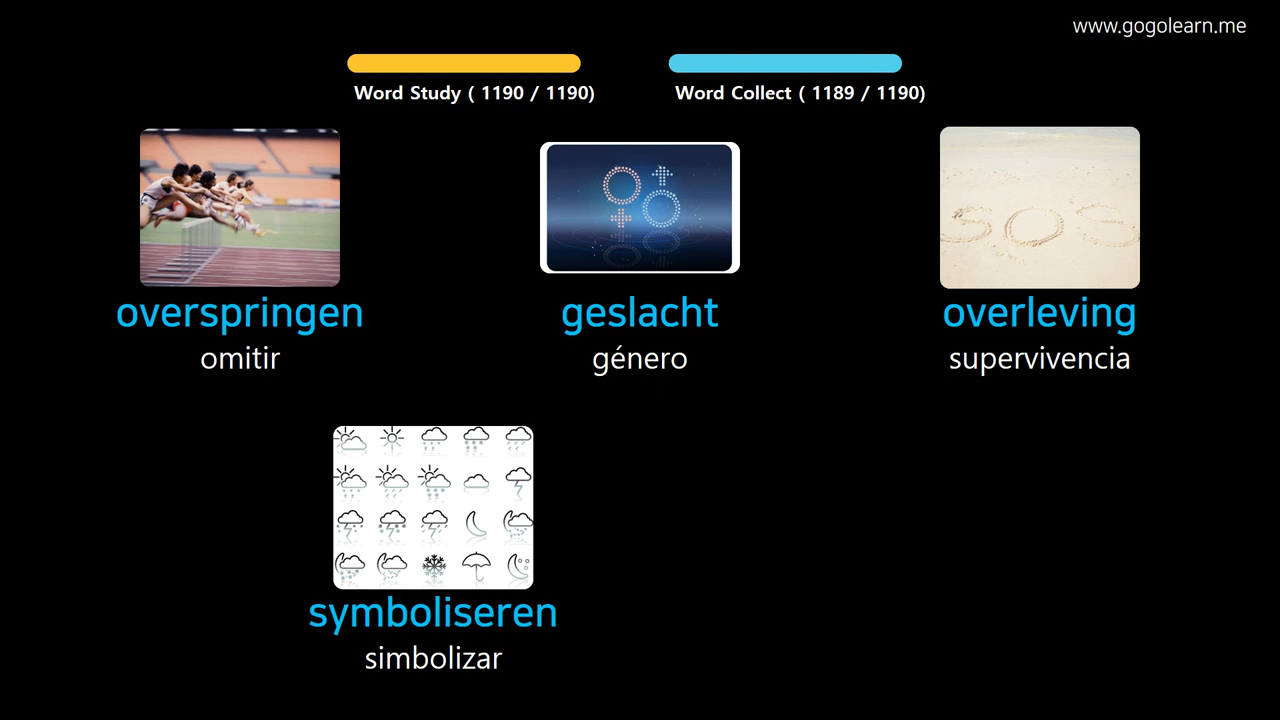 www.gogolearn.me
Word Study ( 1190 / 1190)
Word Collect ( 1189 / 1190)
SOS
overspringen
geslacht
overleving
omitir
género
supervivencia
symboliseren
simbolizar